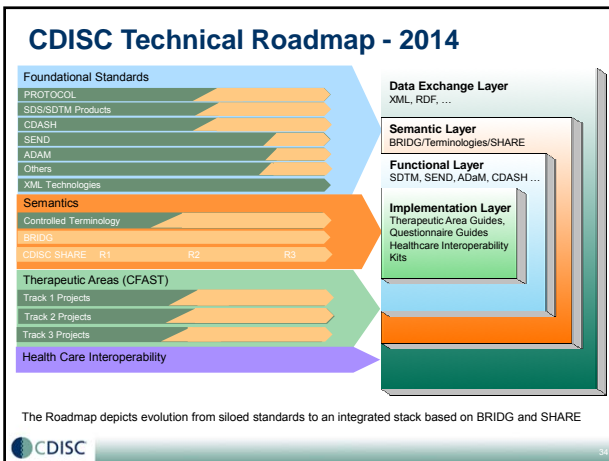 CDISC Technical Roadmap - 2014
Foundational Standards
PROTOCOL
SDS/SDTM Products
CDASH
SEND
ADAM
Others
XML Technologies
Semantics
Controlled Terminology
BRIDG
CDISC SHARE R1 R2 R3
Therapeutic Areas (CFAST)
Track 1 Projects
Track 2 Projects
Track 3 Projects
Health Care Interoperability
Data Exchange Layer
XML, RDF, …
Semantic Layer
BRIDG/Terminologies/SHARE
Functional Layer
SDTM, SEND, ADaM, CDASH …
Implementation Layer
Therapeutic Area Guides,
Questionnaire Guides
Healthcare Interoperability
Kits
The Roadmap depicts evolution from siloed standards to an integrated stack based on BRIDG and SHARE
CDISC
34